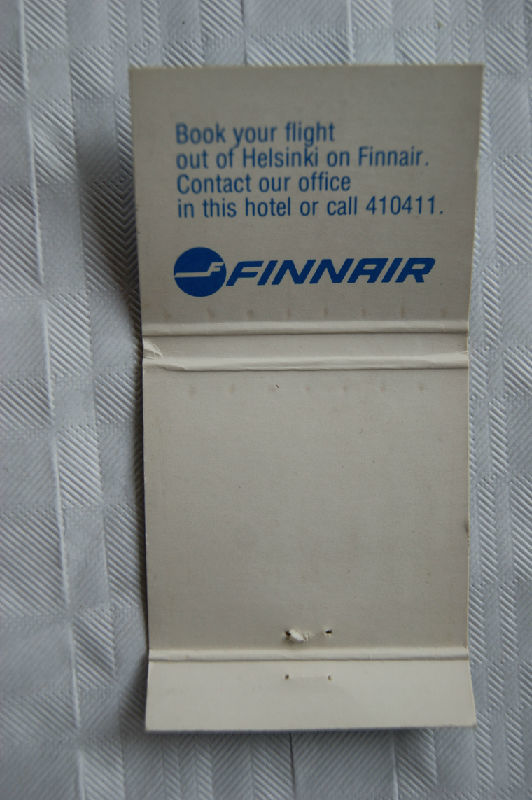 Book your flight
out of Helsinki on Finnair.
Contact our office
in this hotel or call 410411.
FINNAIR